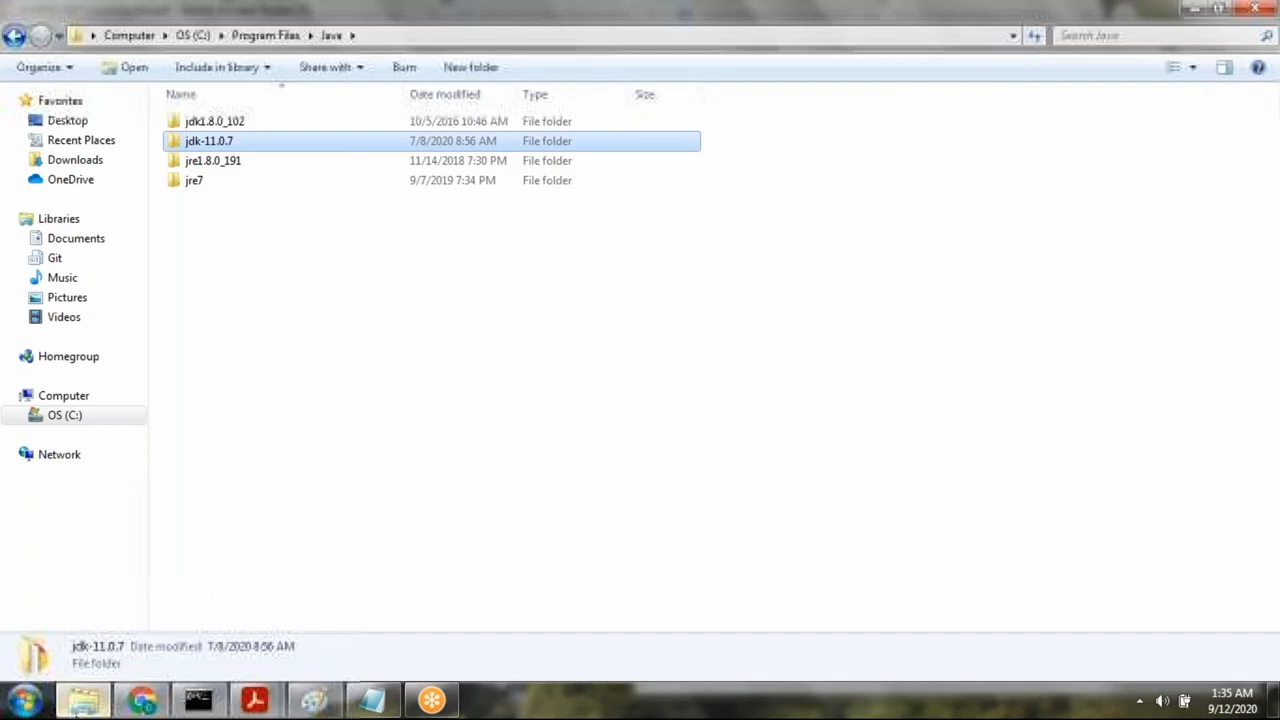 Computer OS (C:) Program Files Java
Search Java
Organize Open Include in library Share with Burn New folder
Name Date modified Type Size
jdk1.8.0_102 10/5/2016 10:46 AM File folder
jdk-11.0.7 7/8/2020 8:56 AM File folder
jre1.8.0_191 11/14/2018 7:30 PM File folder
jre7 9/7/2019 7:34 PM File folder
Favorites
Desktop
Recent Places
Downloads
OneDrive
Libraries
Documents
Git
Music
Pictures
Videos
Homegroup
Computer
OS (C:)
Network
jdk-11.0.7 Date modified: 7/8/2020 8:56 AM
File folder
1:35 AM
9/12/2020